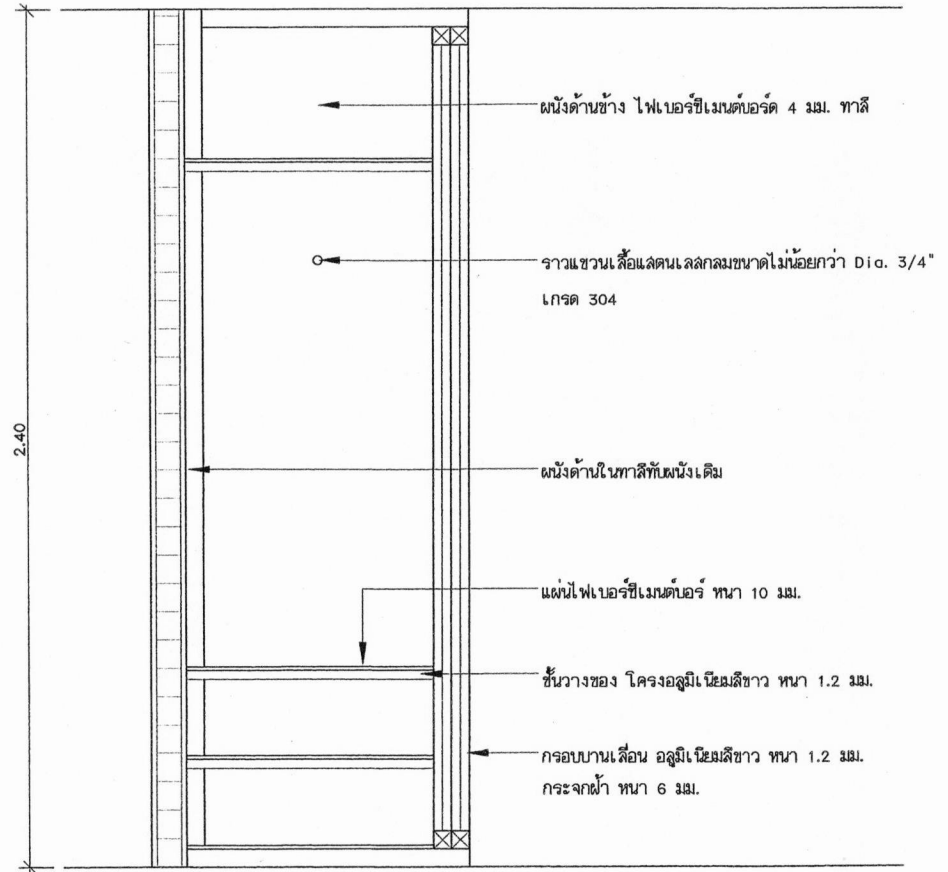 ผนังด้านข้าง ไฟเบอร์ซีเมนต์บอร์ด 4 มม. ทาสี
ราวแขวนเสื้อแสตนเลสกลมขนาดไม่น้อยกว่า Dia. 3/4"
เกรด 304
2.40
ผนังด้านในทาสีทับผนังเดิม
แผ่นไฟเบอร์ซีเมนต์บอร์ หนา 10 มม.
ชั้นวางของ โครงอลูมิเนียมสีขาว หนา 1.2 มม.
กรอบบานเลื่อน อลูมิเนียมสีขาว หนา 1.2 มม.
กระจกฝ้า หนา 6 มม.